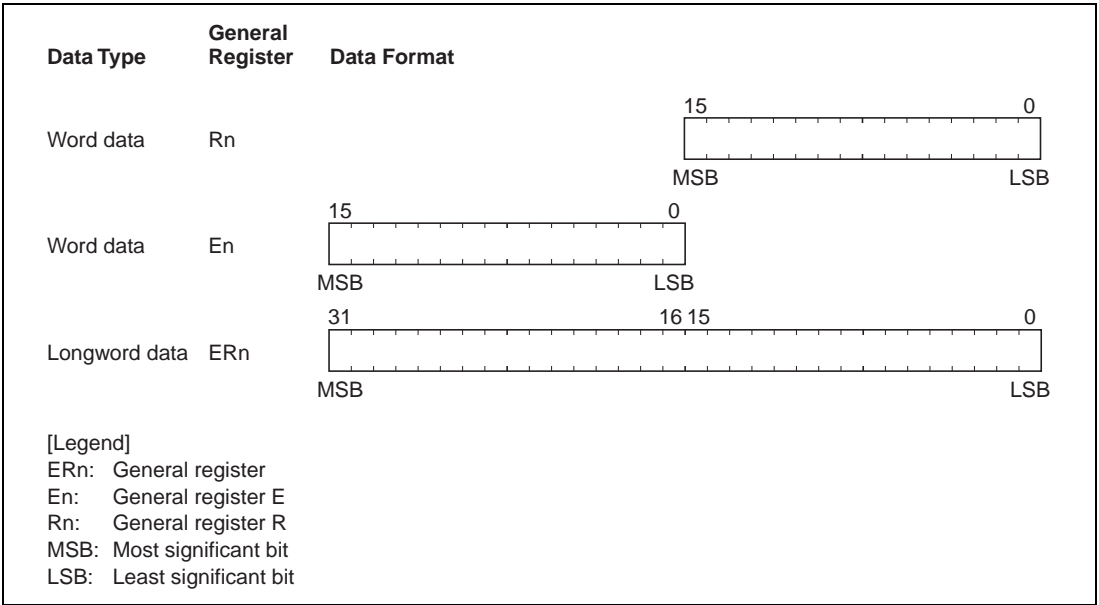 General
Data Type Register Data Format
15 0
Word data Rn
MSB LSB
15 0
Word data En
MSB LSB
31 16 15 0
Longword data ERn
MSB LSB
[Legend]
ERn: General register
En: General register E
Rn: General register R
MSB: Most significant bit
LSB: Least significant bit